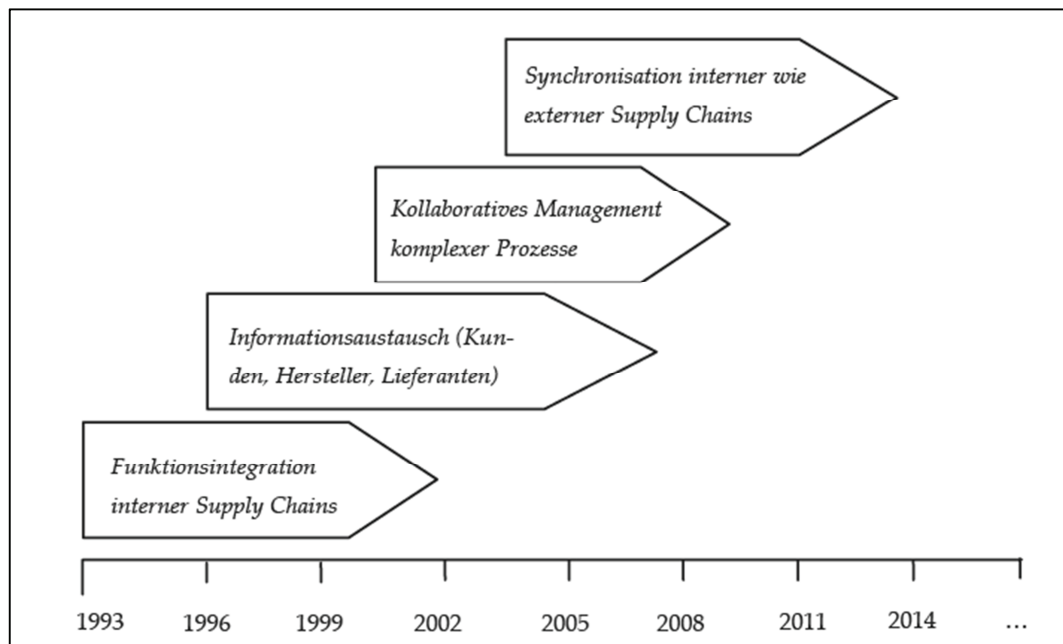 Synchronisation interner wie
externer Supply Chains
Kollaboratives Management
komplexer Prozesse
Informationsaustausch (Kun-
den, Hersteller, Lieferanten)
Funktionsintegration
interner Supply Chains
1993 1996 1999 2002 2005 2008 2011 2014 ...